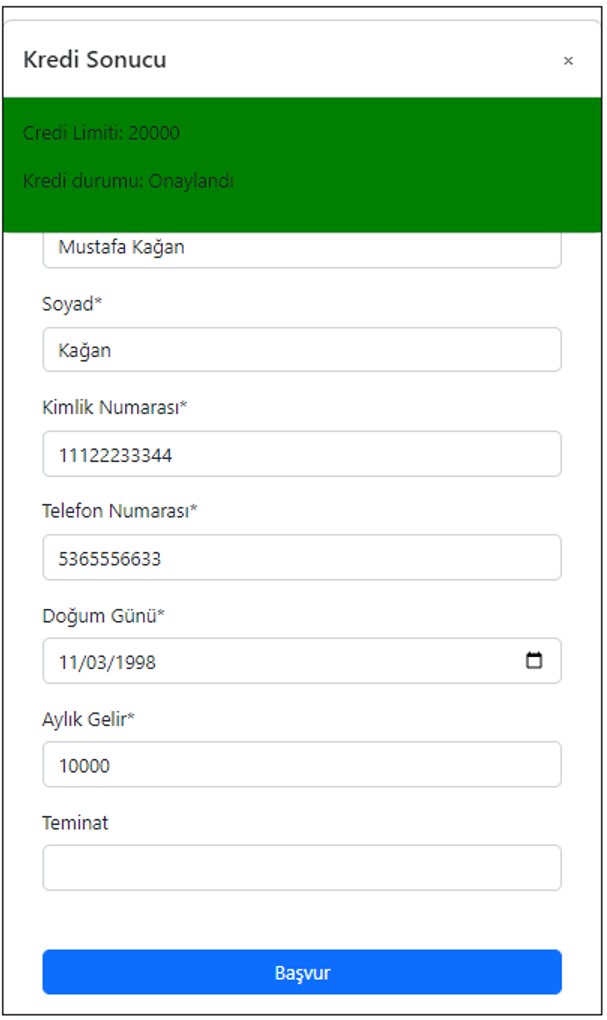 Kredi Sonucu
×
Credi Limiti: 20000
Kredi durumu: Onaylandı
Mustafa Kağan
Soyad*
Kağan
Kimlik Numarası*
11122233344
Telefon Numarası*
5365556633
Doğum Günü*
11/03/1998
Aylık Gelir*
10000
Teminat
Başvur